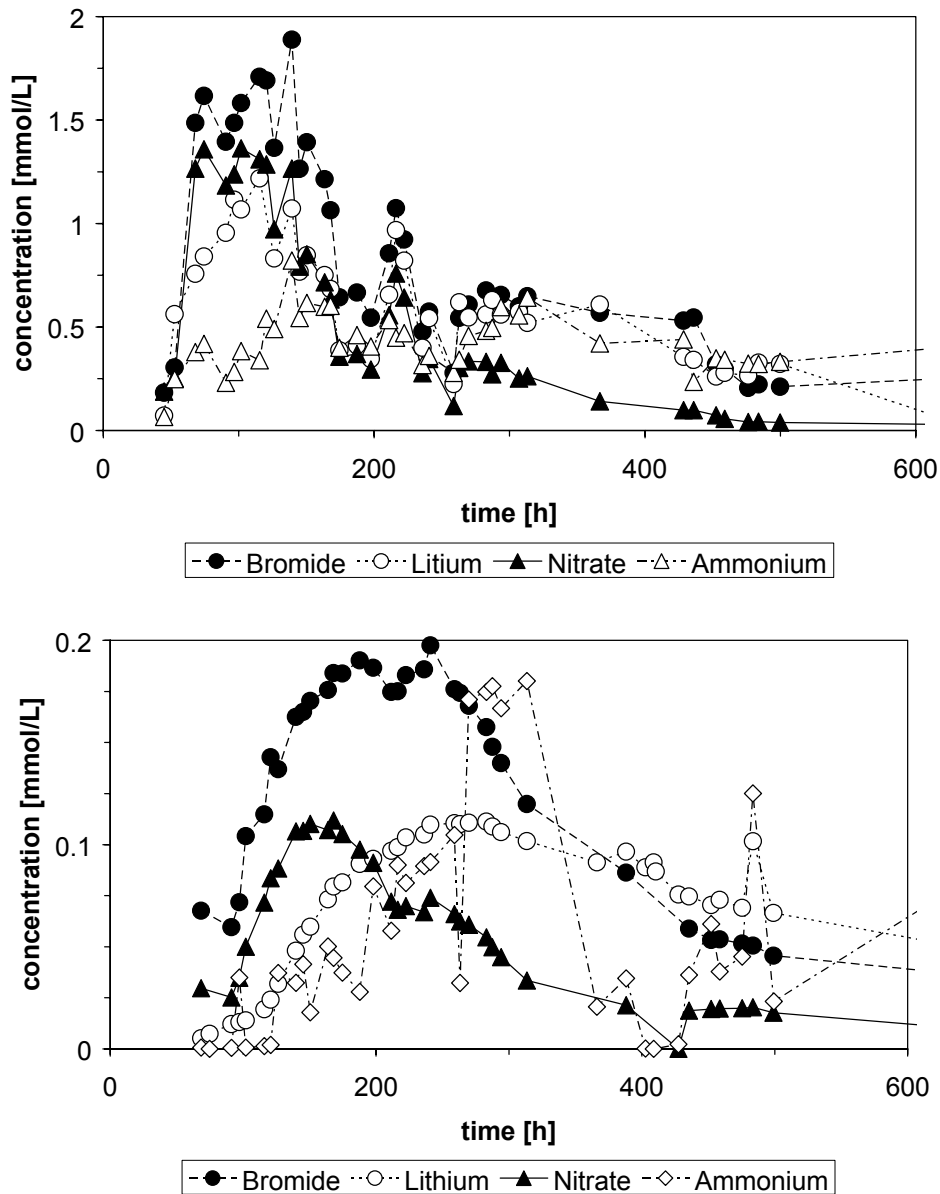 2
1.5
1
0.5
0
concentration [mmol/L]
0 200 400 600
time [h]
Bromide Litium Nitrate Ammonium
0.2
0.1
0
concentration [mmol/L]
0 200 400 600
time [h]
Bromide Lithium Nitrate Ammonium